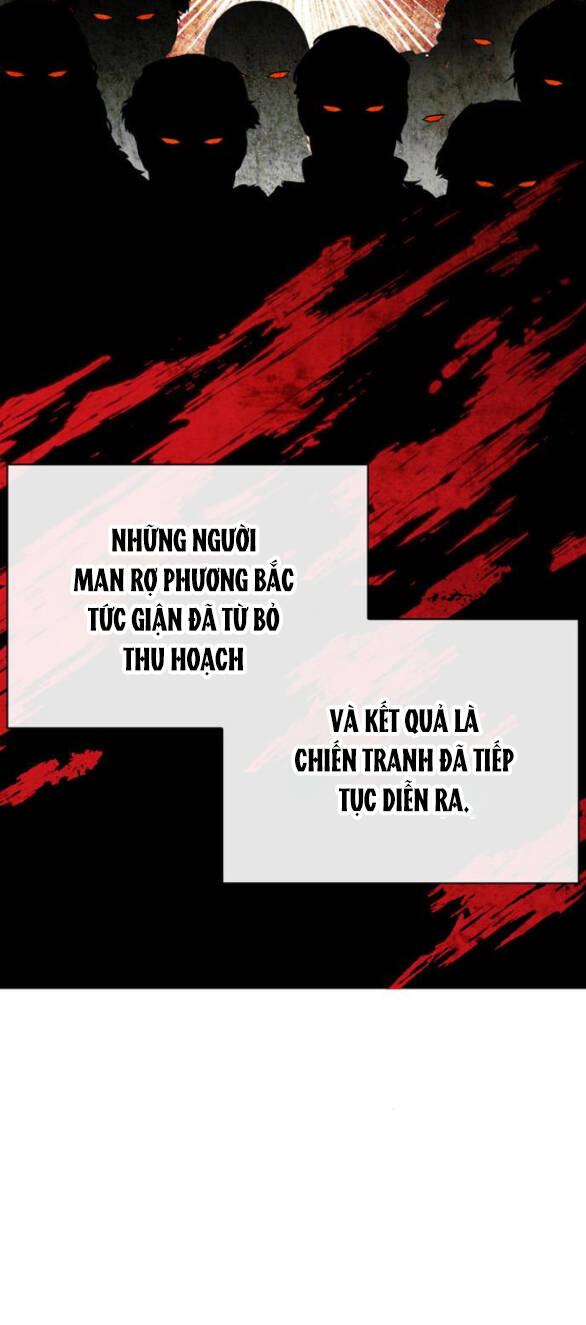 NHỮNG NGƯỜI
MAN RỢ PHƯƠNG BẮC
TỨC GIẬN ĐÃ TỪ BỎ
THU HOẠCH
VÀ KẾT QUẢ LÀ
CHIẾN TRANH ĐÃ TIẾP
TỤC DIỄN RA.